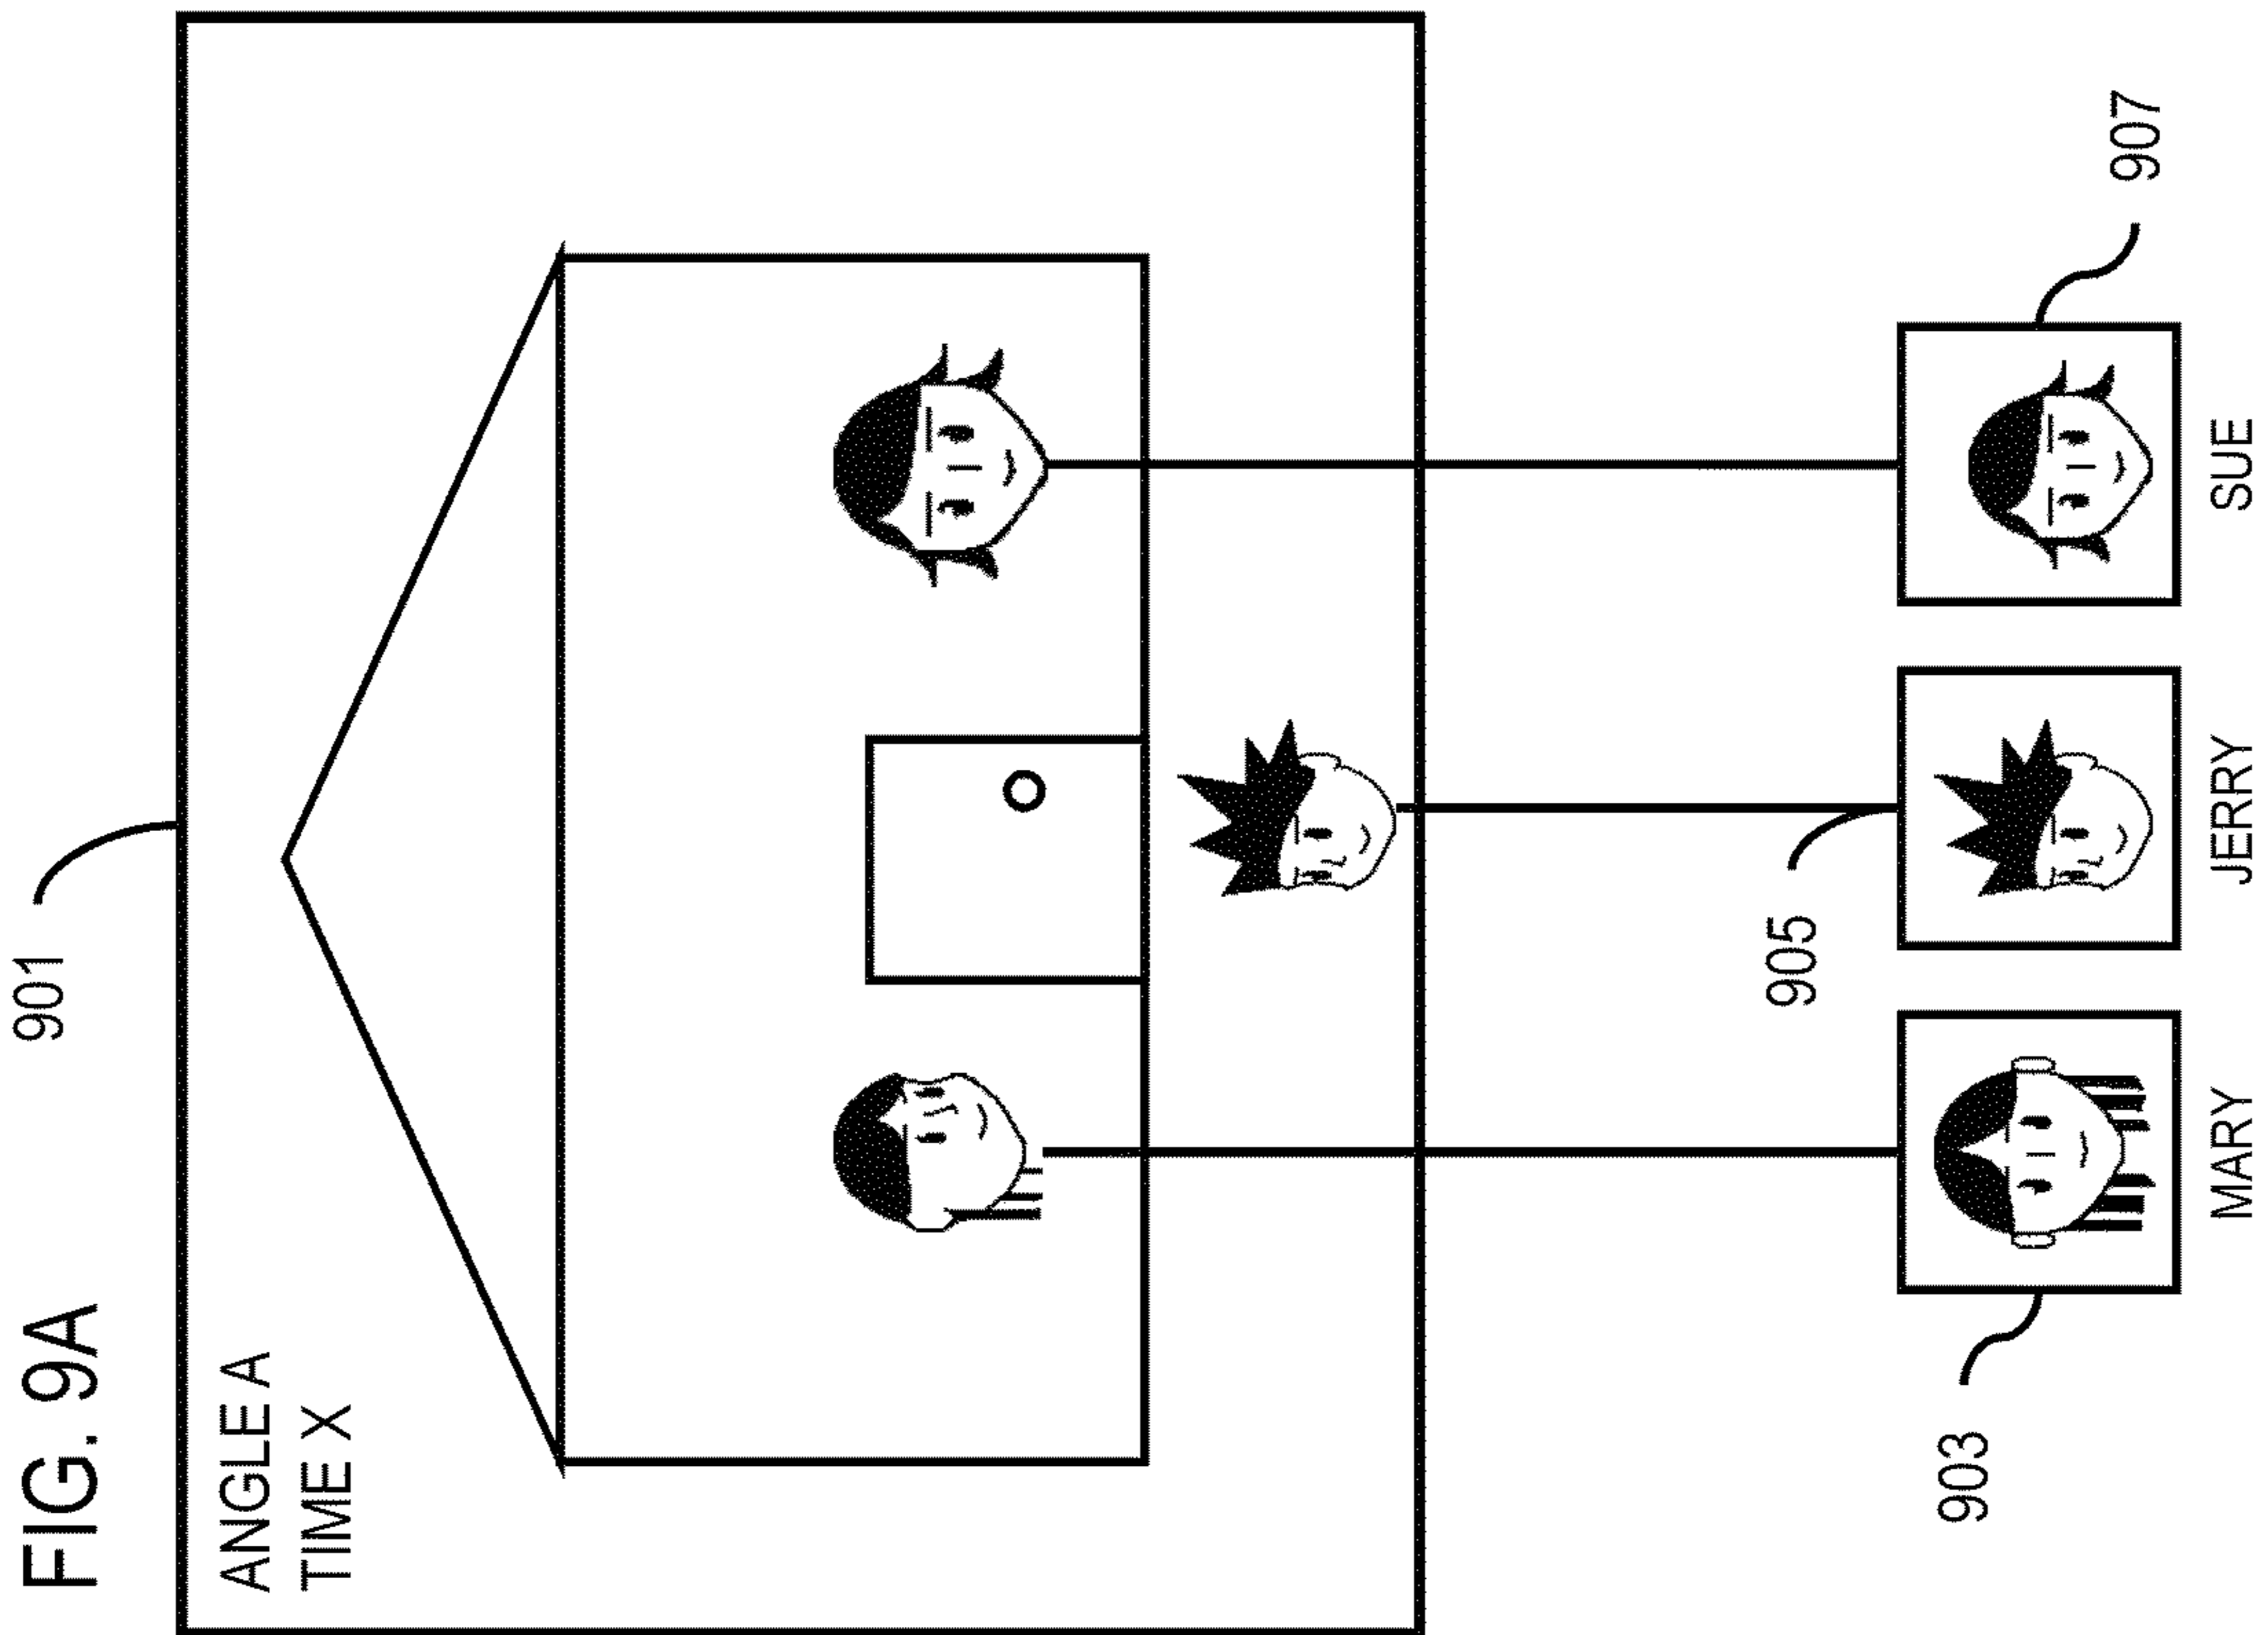 FIG. 9A
901
ANGLE A
TIME X
905
903
907
MARY
JERRY
SUE